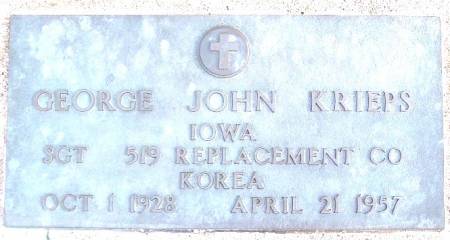 GEORGE JOHN KRIEPS
IOWA
SGT 519 REPLACEMENT CO
KOREA
OCT 1 1928 APRIL 21 1957